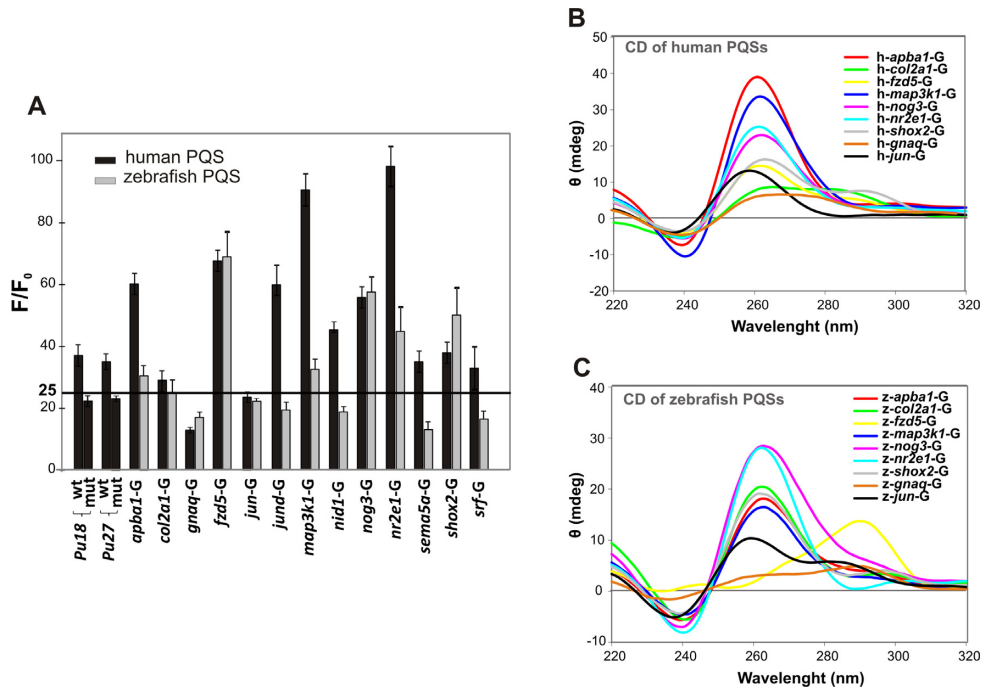 A
human PQS
zebrafish PQS
F/F0
100
80
60
40
25
20
0
Pu18 { wt mut
Pu27 { wt mut
apba1-G
col2a1-G
gnaq-G
fzd5-G
jun-G
jund-G
map3k1-G
nid1-G
nog3-G
nr2e1-G
sema5a-G
shox2-G
srf-G
B
CD of human PQSs
h-apba1-G
h-col2a1-G
h-fzd5-G
h-map3k1-G
h-nog3-G
h-nr2e1-G
h-shox2-G
h-gnaq-G
h-jun-G
θ (mdeg)
50
40
30
20
10
0
-10
-20
220 240 260 280 300 320
Wavelenght (nm)
C
CD of zebrafish PQSs
z-apba1-G
z-col2a1-G
z-fzd5-G
z-map3k1-G
z-nog3-G
z-nr2e1-G
z-shox2-G
z-gnaq-G
z-jun-G
θ (mdeg)
40
30
20
10
0
-10
220 240 260 280 300 320
Wavelenght (nm)